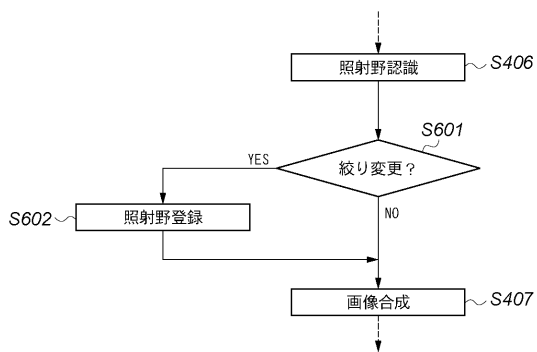 照射野認識
S406
S601
絞り変更？
YES
NO
S602
照射野登録
画像合成
S407